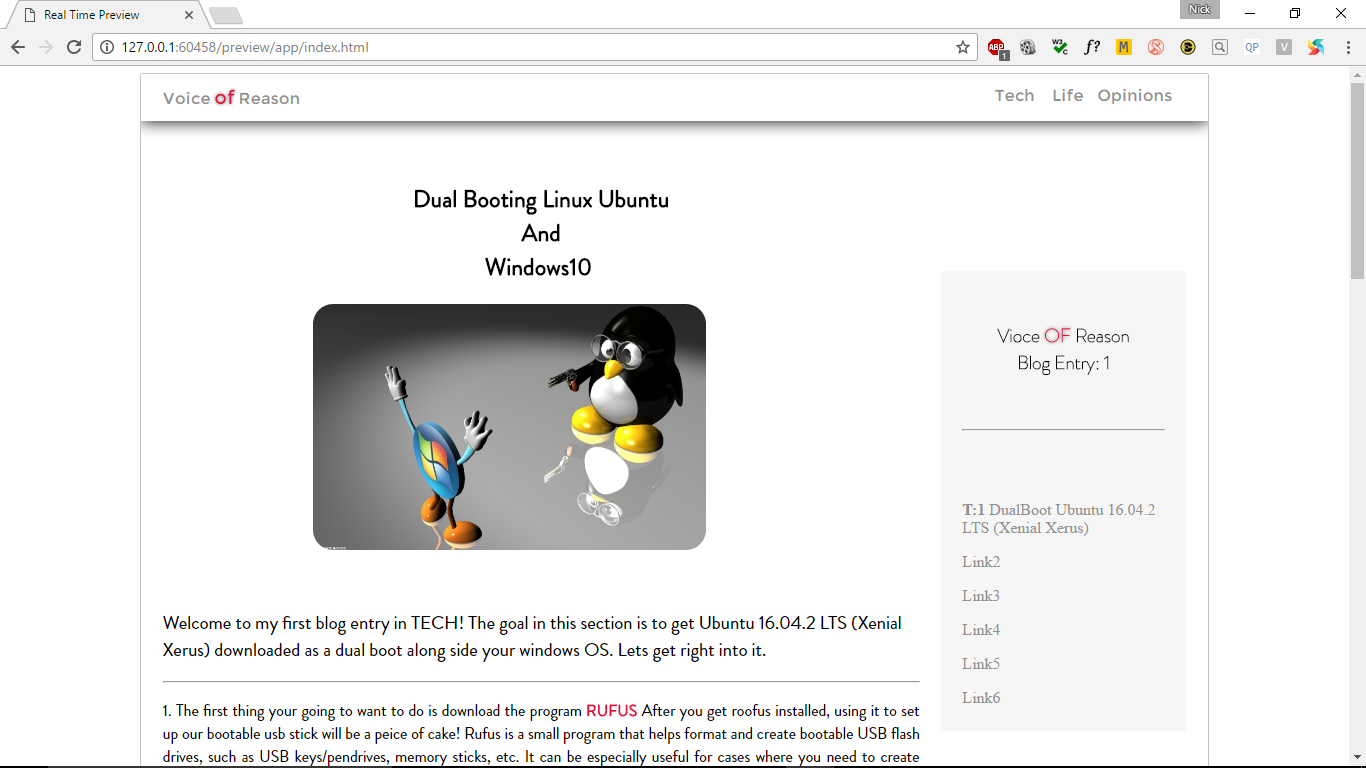 Real Time Preview
Nick
127.0.0.1:60458/preview/app/index.html
ABP
1
W3
C
f?
M
QP
V
Voice of Reason
Tech Life Opinions
Dual Booting Linux Ubuntu
And
Windows10
Vioce OF Reason
Blog Entry: 1
T:1 DualBoot Ubuntu 16.04.2
LTS (Xenial Xerus)
Link2
Link3
Link4
Link5
Link6
Welcome to my first blog entry in TECH! The goal in this section is to get Ubuntu 16.04.2 LTS (Xenial
Xerus) downloaded as a dual boot along side your windows OS. Lets get right into it.
1. The first thing your going to want to do is download the program RUFUS After you get roofus installed, using it to set
up our bootable usb stick will be a peice of cake! Rufus is a small program that helps format and create bootable USB flash
drives, such as USB keys/pendrives, memory sticks, etc. It can be especially useful for cases where you need to create